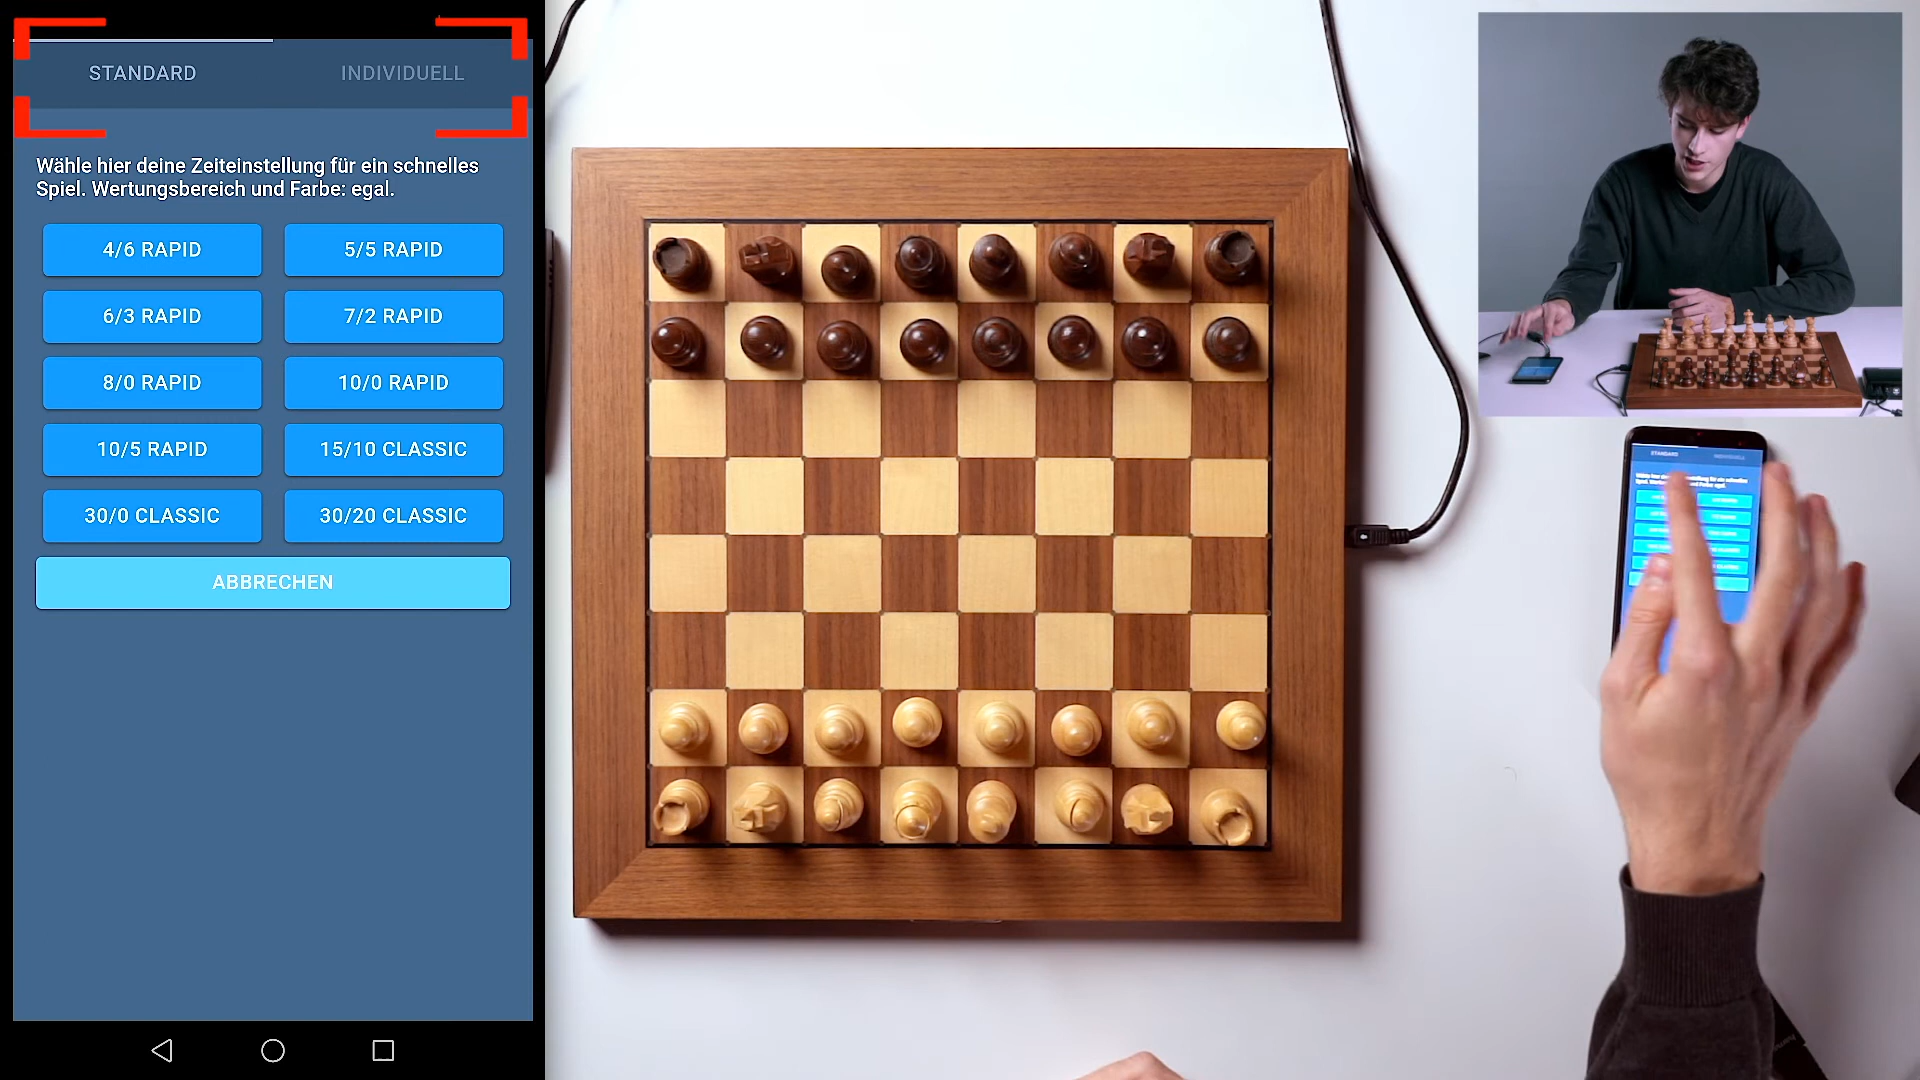 STANDARD INDIVIDUELL
Wähle hier deine Zeiteinstellung für ein schnelles
Spiel. Wertungsbereich und Farbe: egal.
4/6 RAPID 5/5 RAPID
6/3 RAPID 7/2 RAPID
8/0 RAPID 10/0 RAPID
10/5 RAPID 15/10 CLASSIC
30/0 CLASSIC 30/20 CLASSIC
ABBRECHEN
STANDARD